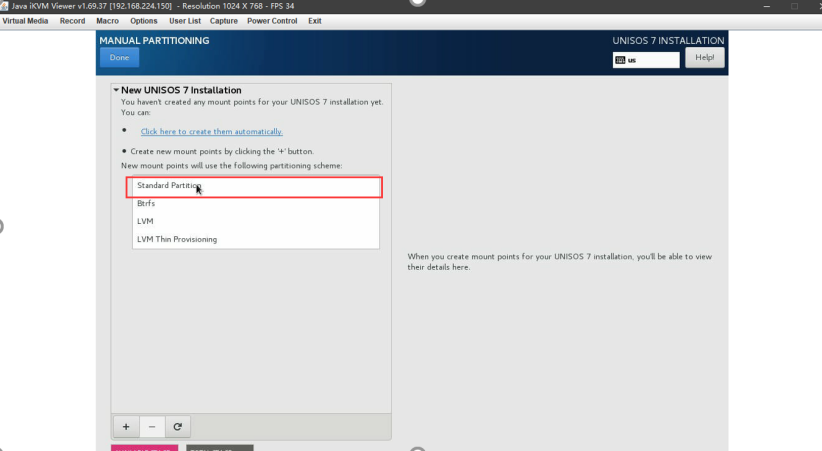 Java iKVM Viewer v1.69.37 [192.168.224.150] - Resolution 1024 X 768 - FPS 34
Virtual Media Record Macro Options User List Capture Power Control Exit
MANUAL PARTITIONING
UNISOS 7 INSTALLATION
Done
us
Help!
New UNISOS 7 Installation
You haven't created any mount points for your UNISOS 7 installation yet.
You can:
Click here to create them automatically.
Create new mount points by clicking the '+' button.
New mount points will use the following partitioning scheme:
Standard Partition
Btrfs
LVM
LVM Thin Provisioning
When you create mount points for your UNISOS 7 installation, you'll be able to view
their details here.
+ −